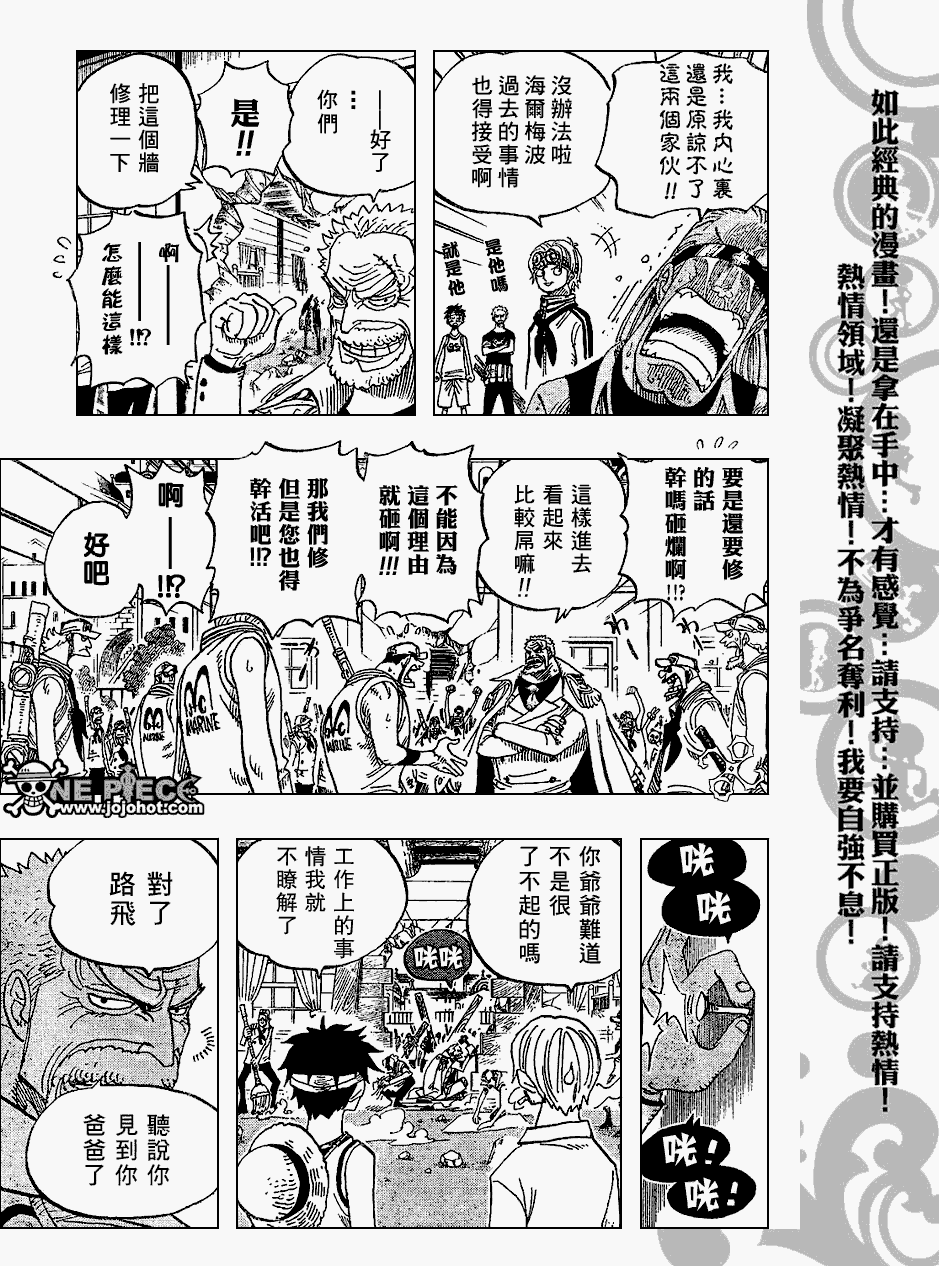 我…我內心裏
還是原諒不了
這兩個家伙!!
沒辦法啦
海爾梅波
過去的事情
也得接受啊
是他嗎
就是他
——好了
…
你們
是!!
把這個牆
修理一下
啊——!!?
怎麼能這樣
要是還要修
的話
幹嗎砸爛啊!!?
這樣進去
看起來
比較屌嘛!!
不能因為
這個理由
就砸啊!!!
那我們修
但是您也得
幹活吧!!?
啊——!!?
好吧
わ
わ
MARINE
MARINE
MARINE
ONE PIECE
www.jojohot.com
咣
咣
咣!
咣!
你爺爺難道
不是很
了不起的嗎
咣咣
工作上的事
情我就
不瞭解了
對了
路飛
聽說你
見到你
爸爸了
如此經典的漫畫!還是拿在手中…才有感覺…請支持…並購買正版!請支持熱情!
熱情領域!凝聚熱情!不為爭名奪利!我要自強不息!